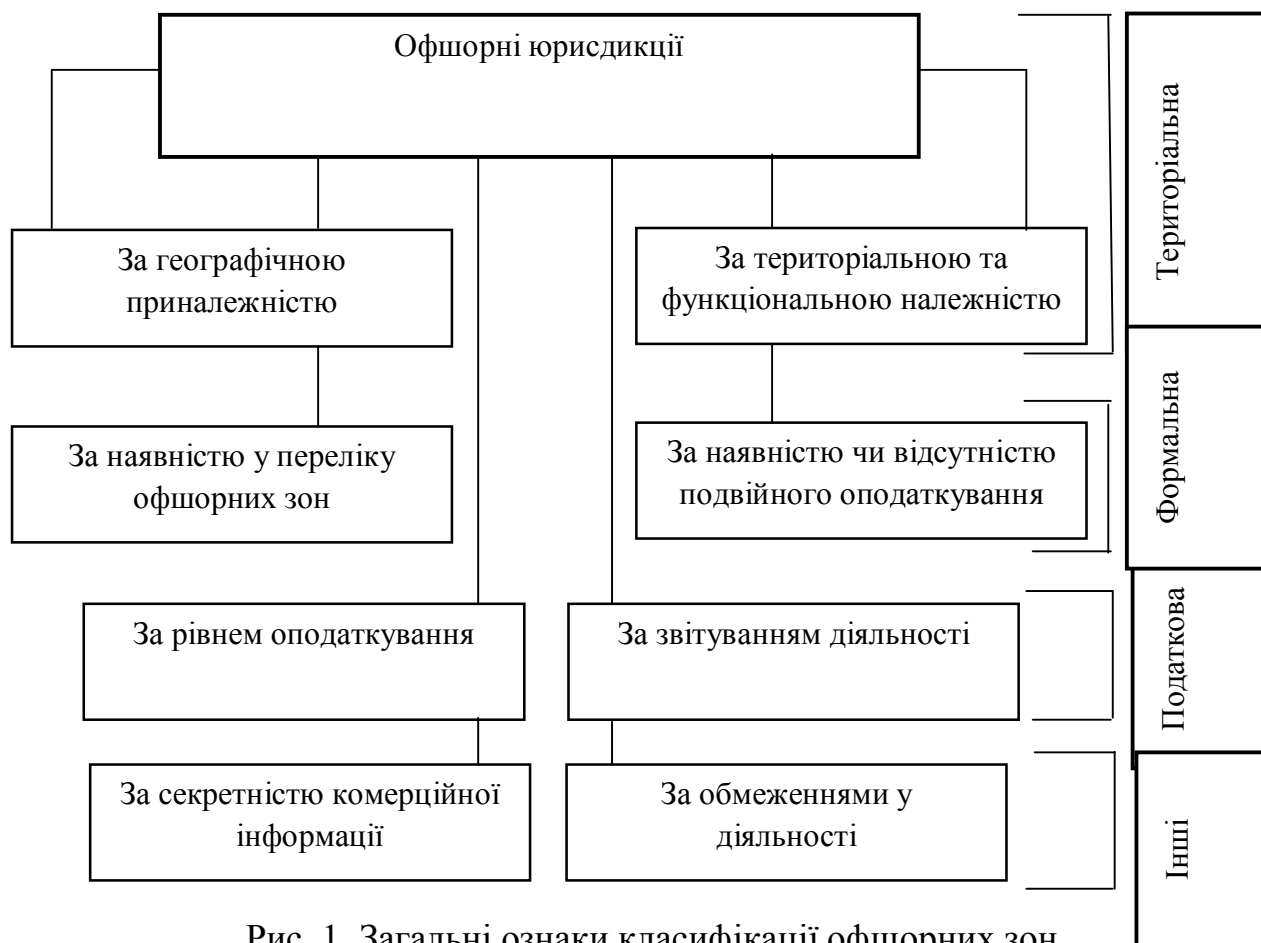 Офшорні юрисдикції
Територіальна
За географічною
приналежністю
За територіальною та
функціональною належністю
Формальна
За наявністю у переліку
офшорних зон
За наявністю чи відсутністю
подвійного оподаткування
Податкова
За рівнем оподаткування
За звітуванням діяльності
Інші
За секретністю комерційної
інформації
За обмеженнями у
діяльності
Рис. 1. Загальні ознаки класифікації офшорних зон